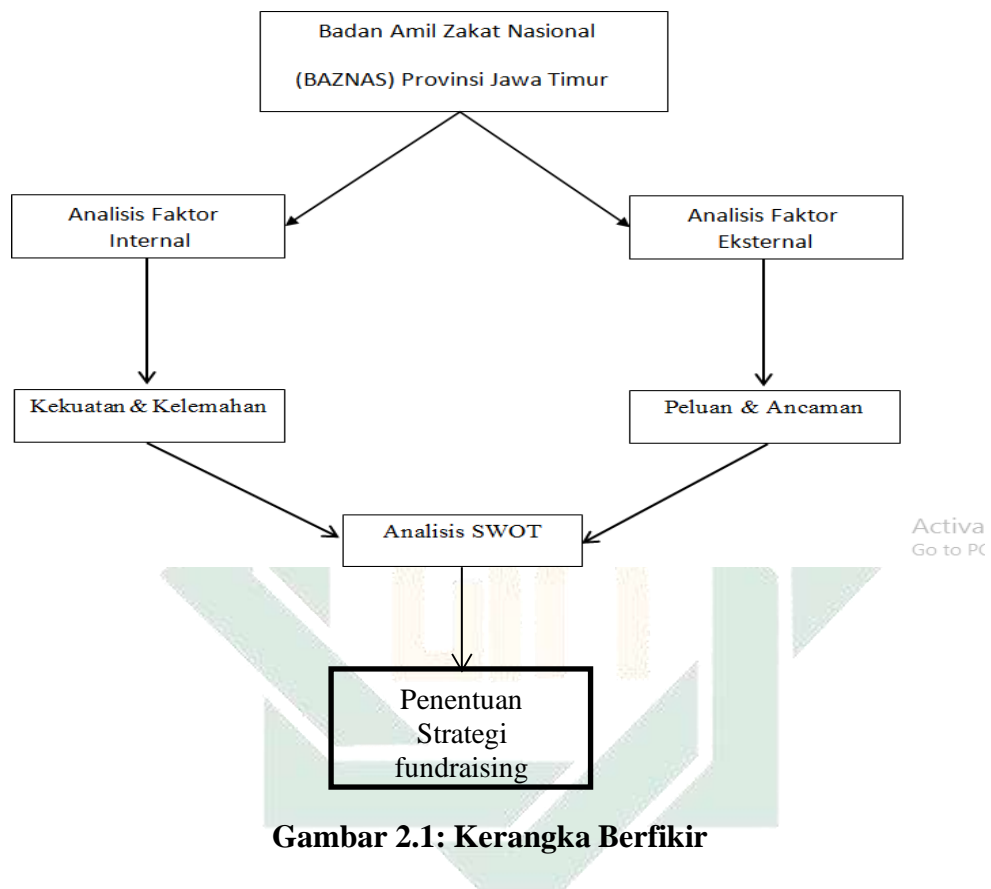 Badan Amil Zakat Nasional
(BAZNAS) Provinsi Jawa Timur
Analisis Faktor
Internal
Analisis Faktor
Eksternal
Kekuatan & Kelemahan
Peluan & Ancaman
Analisis SWOT
Activa
Go to PC
Penentuan
Strategi
fundraising
Gambar 2.1: Kerangka Berfikir